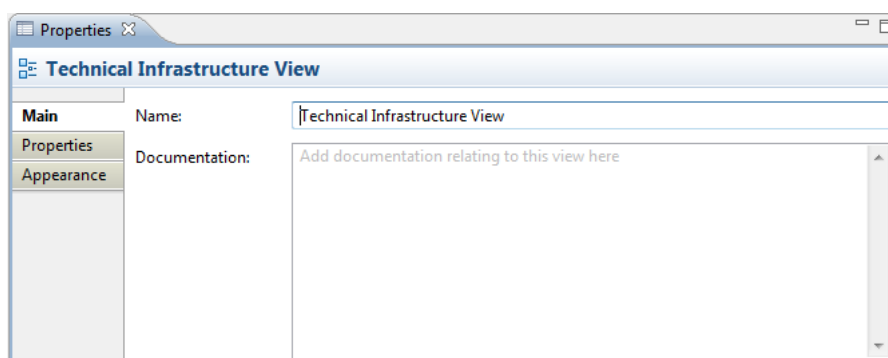 Properties
Technical Infrastructure View
Main
Name:
Technical Infrastructure View
Properties
Documentation:
Add documentation relating to this view here
Appearance